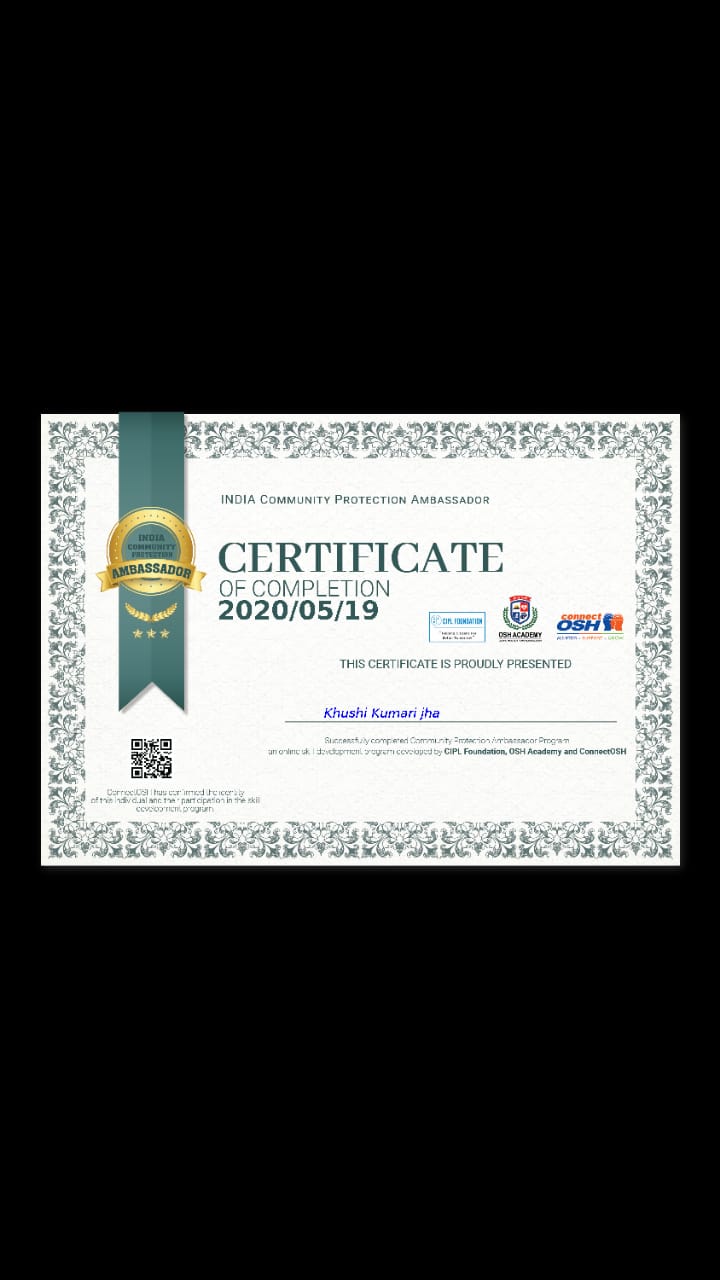 INDIA COMMUNITY PROTECTION AMBASSADOR
INDIA
COMMUNITY
PROTECTION
AMBASSADOR
CERTIFICATE
OF COMPLETION
2020/05/19
CIPL FOUNDATION
OSH ACADEMY
connect
OSH
THIS CERTIFICATE IS PROUDLY PRESENTED
Khushi Kumari jha
Successfully completed Community Protection Ambassador Program
an online skill development program developed by CIPL Foundation, OSH Academy and ConnectOSH
ConnectOSH has confirmed the identity
of this individual and their participation in the skill
development program